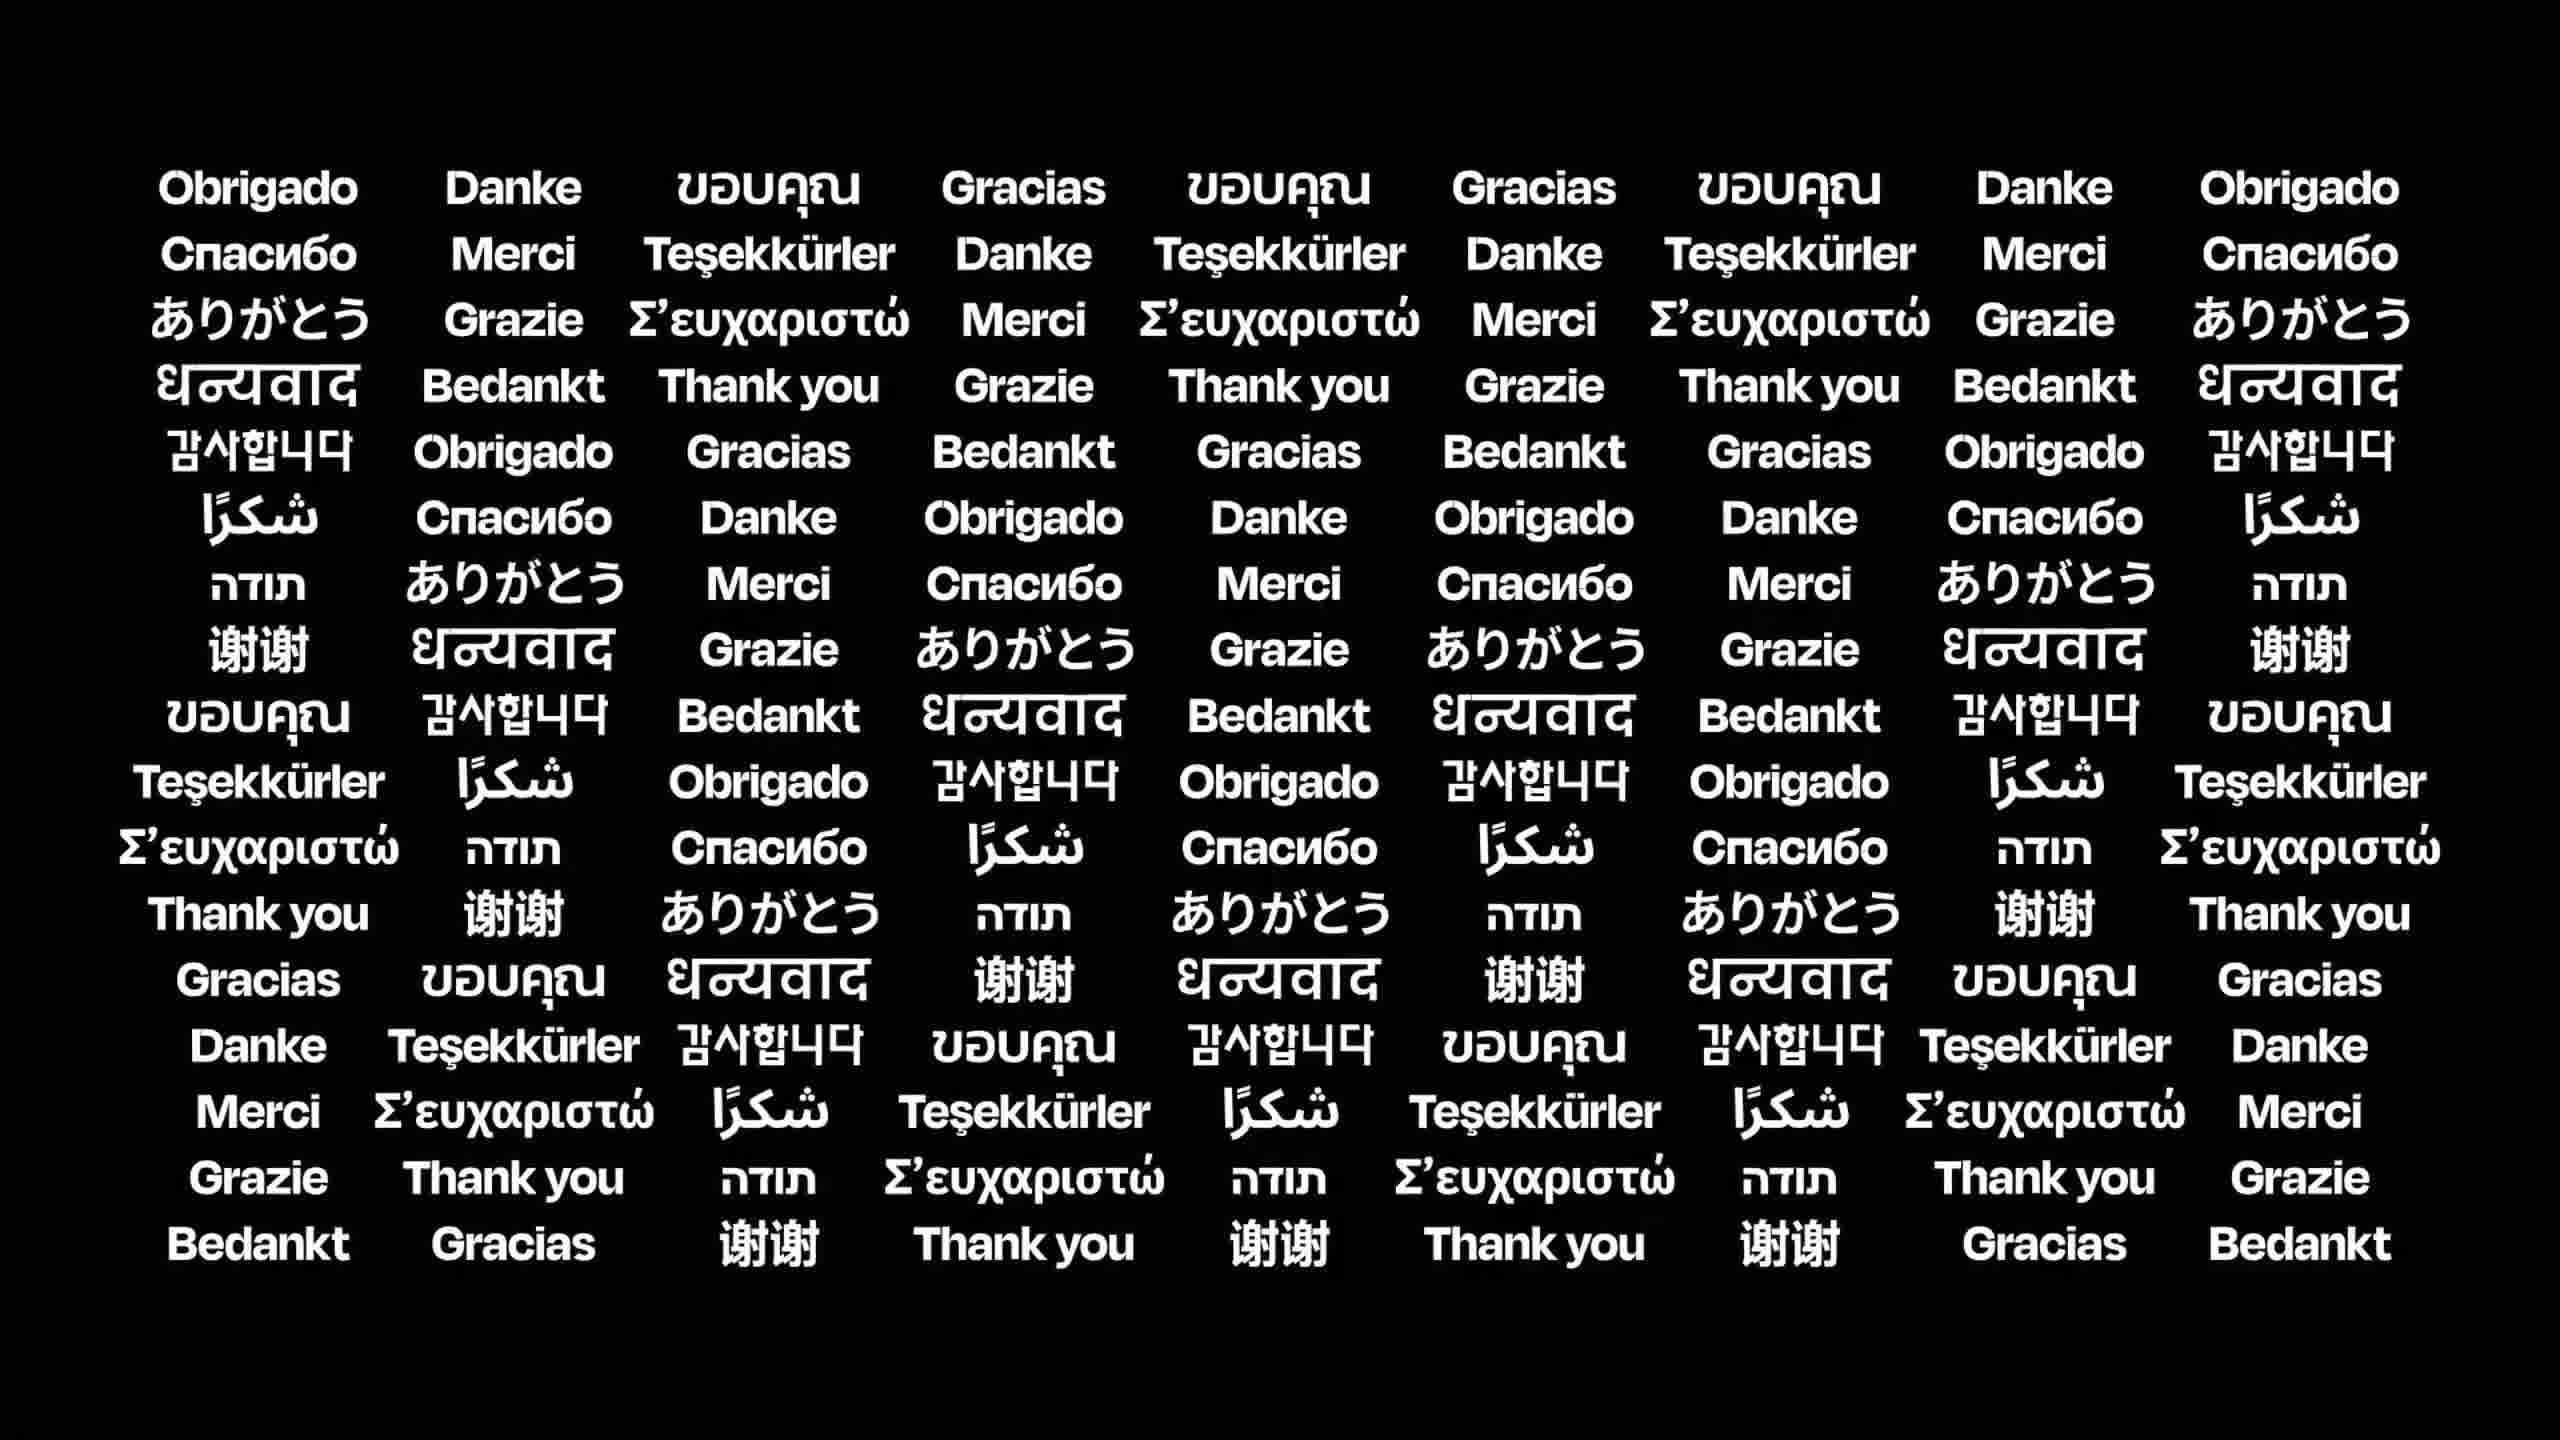 Obrigado Danke ขอบคุณ Gracias ขอบคุณ Gracias ขอบคุณ Danke Obrigado
Спасибо Merci Teşekkürler Danke Teşekkürler Danke Teşekkürler Merci Спасибо
ありがとう Grazie Σ’ευχαριστώ Merci Σ’ευχαριστώ Merci Σ’ευχαριστώ Grazie ありがとう
धन्यवाद Bedankt Thank you Grazie Thank you Grazie Thank you Bedankt धन्यवाद
감사합니다 Obrigado Gracias Bedankt Gracias Bedankt Gracias Obrigado 감사합니다
شكرًا Спасибо Danke Obrigado Danke Obrigado Danke Спасибо شكرًا
תודה ありがとう Merci Спасибо Merci Спасибо Merci ありがとう תודה
谢谢 धन्यवाद Grazie ありがとう Grazie ありがとう Grazie धन्यवाद 谢谢
ขอบคุณ 감사합니다 Bedankt धन्यवाद Bedankt धन्यवाद Bedankt 감사합니다 ขอบคุณ
Teşekkürler شكرًا Obrigado 감사합니다 Obrigado 감사합니다 Obrigado شكرًا Teşekkürler
Σ’ευχαριστώ תודה Спасибо شكرًا Спасибо شكرًا Спасибо תודה Σ’ευχαριστώ
Thank you 谢谢 ありがとう תודה ありがとう תודה ありがとう 谢谢 Thank you
Gracias ขอบคุณ धन्यवाद 谢谢 धन्यवाद 谢谢 धन्यवाद ขอบคุณ Gracias
Danke Teşekkürler 감사합니다 ขอบคุณ 감사합니다 ขอบคุณ 감사합니다 Teşekkürler Danke
Merci Σ’ευχαριστώ شكرًا Teşekkürler شكرًا Teşekkürler شكرًا Σ’ευχαριστώ Merci
Grazie Thank you תודה Σ’ευχαριστώ תודה Σ’ευχαριστώ תודה Thank you Grazie
Bedankt Gracias 谢谢 Thank you 谢谢 Thank you 谢谢 Gracias Bedankt